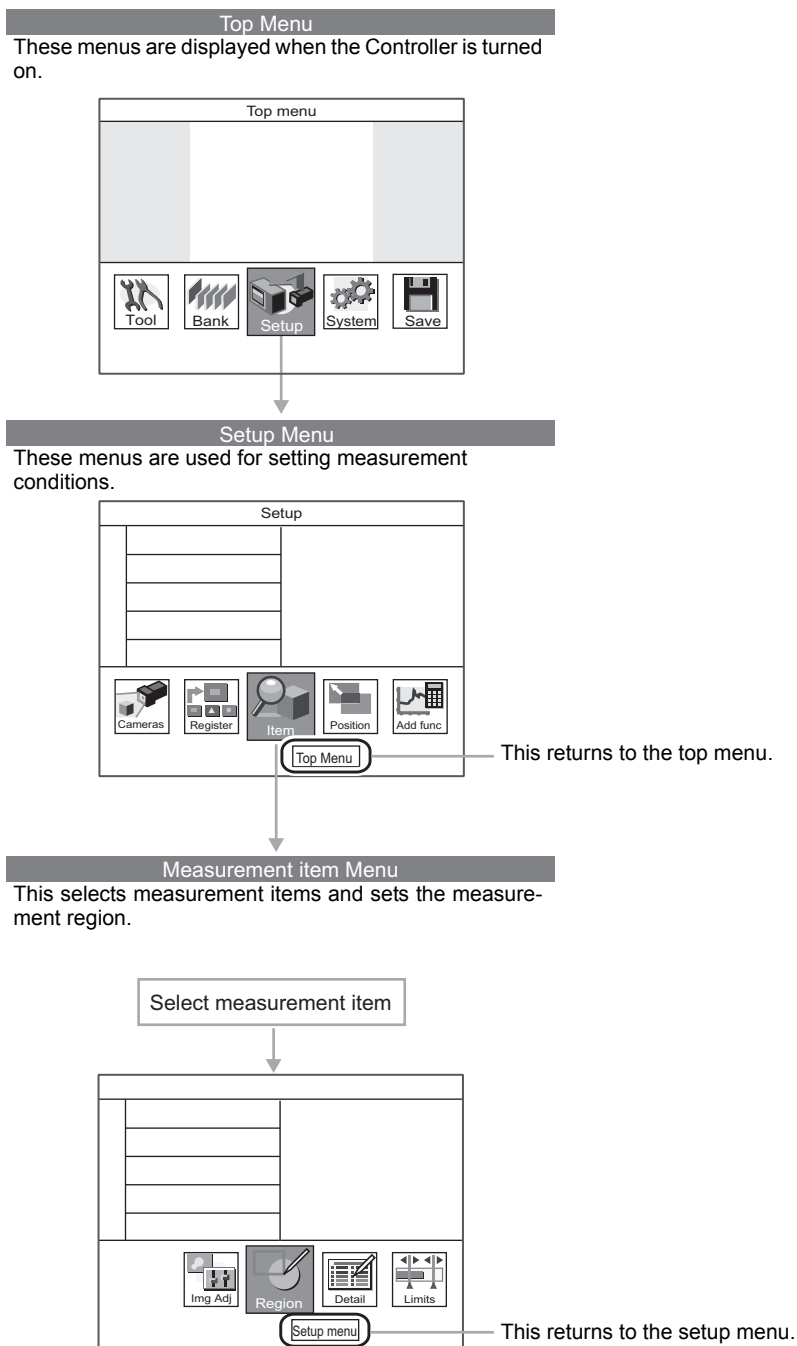 Top Menu
These menus are displayed when the Controller is turned
on.
Top menu
Tool
Bank
Setup
System
Save
Setup Menu
These menus are used for setting measurement
conditions.
Setup
Cameras
Register
Item
Position
Add func
Top Menu
This returns to the top menu.
Measurement item Menu
This selects measurement items and sets the measure-
ment region.
Select measurement item
Img Adj
Region
Detail
Limits
Setup menu
This returns to the setup menu.